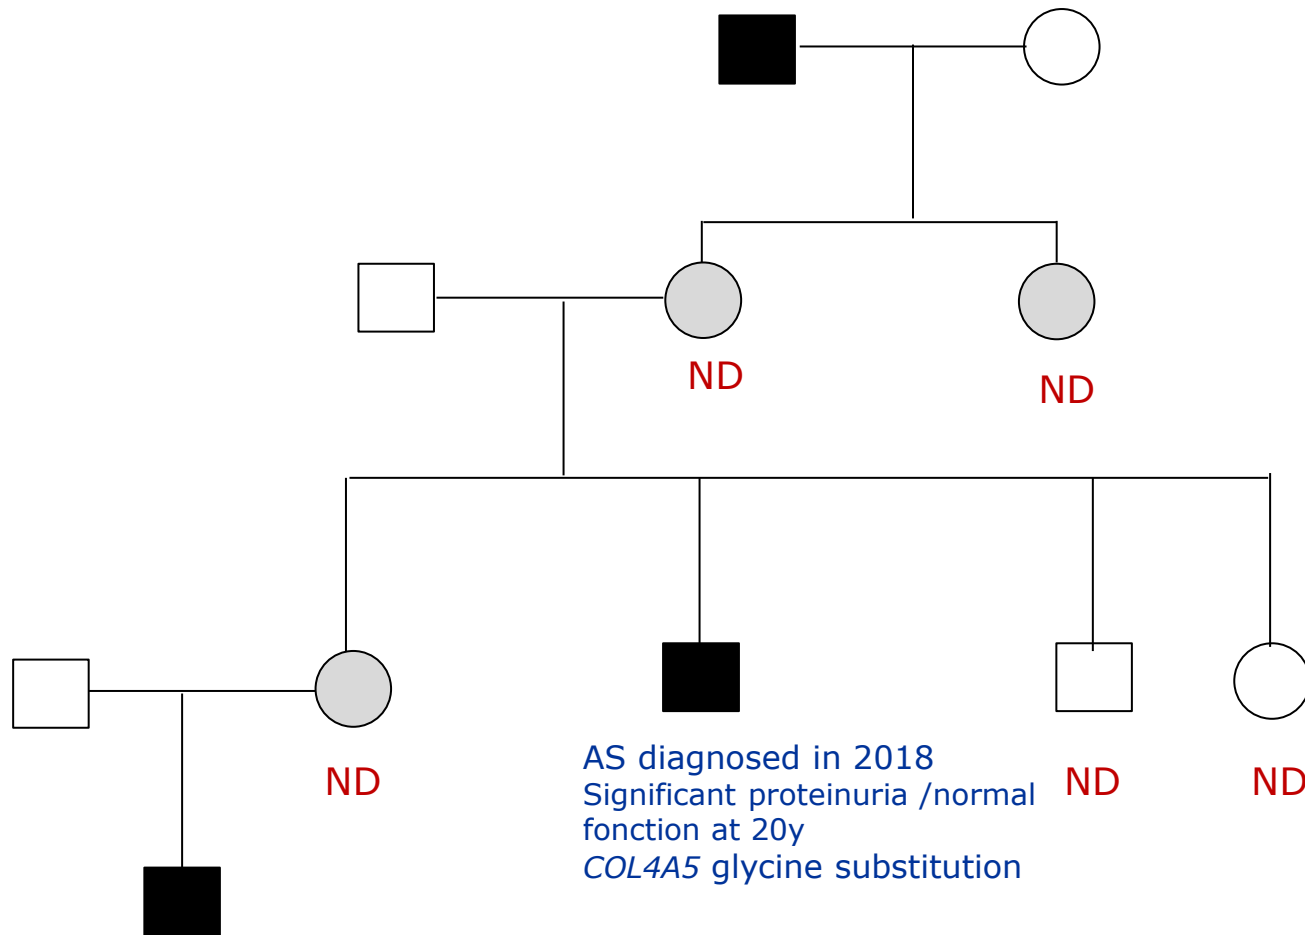 ND
ND
AS diagnosed in 2018
Significant proteinuria /normal
fonction at 20y
COL4A5 glycine substitution
ND
ND
ND